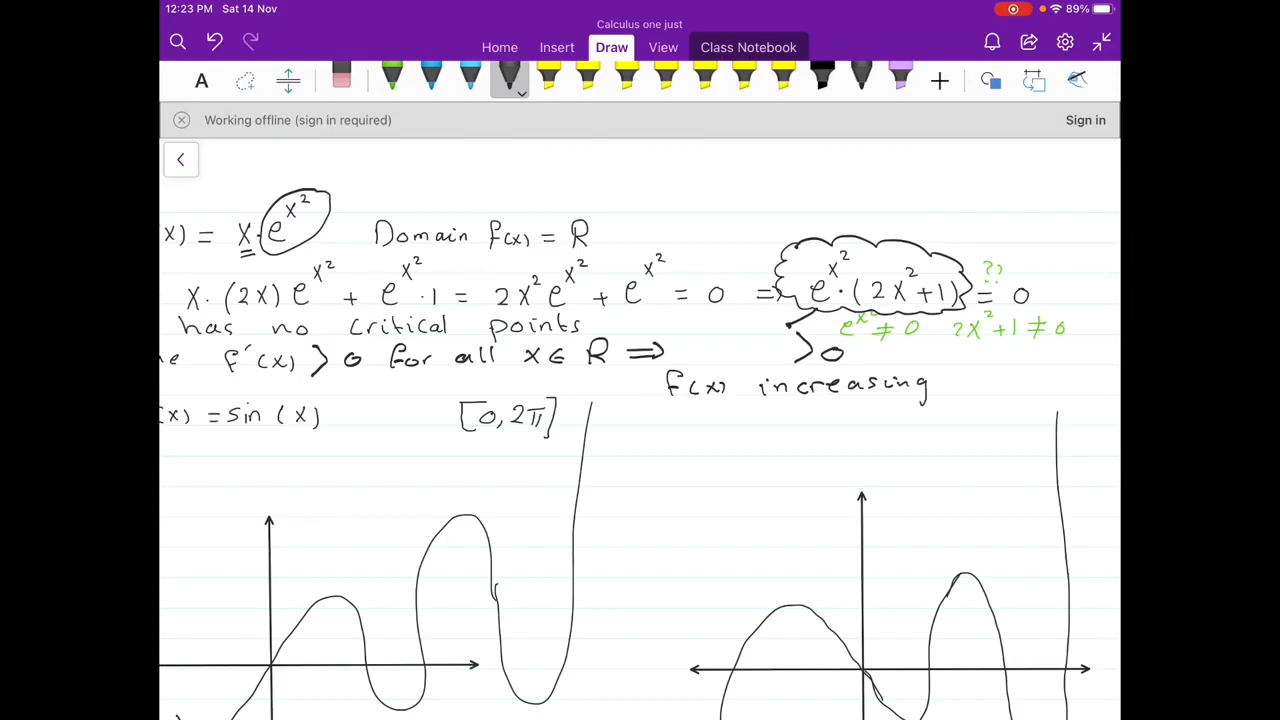 12:23 PM Sat 14 Nov 89%
Calculus one just
Home Insert Draw View Class Notebook
A
Working offline (sign in required) Sign in
x) = x·e^x² Domain f(x) = R
x·(2x)e^x² + e^x²·1 = 2x²e^x² + e^x² = 0 => e^x²·(2x²+1) = 0
??
has no critical points
e^x² ≠ 0 2x²+1 ≠ 0
f'(x) > 0 for all x ∈ R ⟹
> 0
f(x) increasing
(x) = sin(x) [0, 2π]